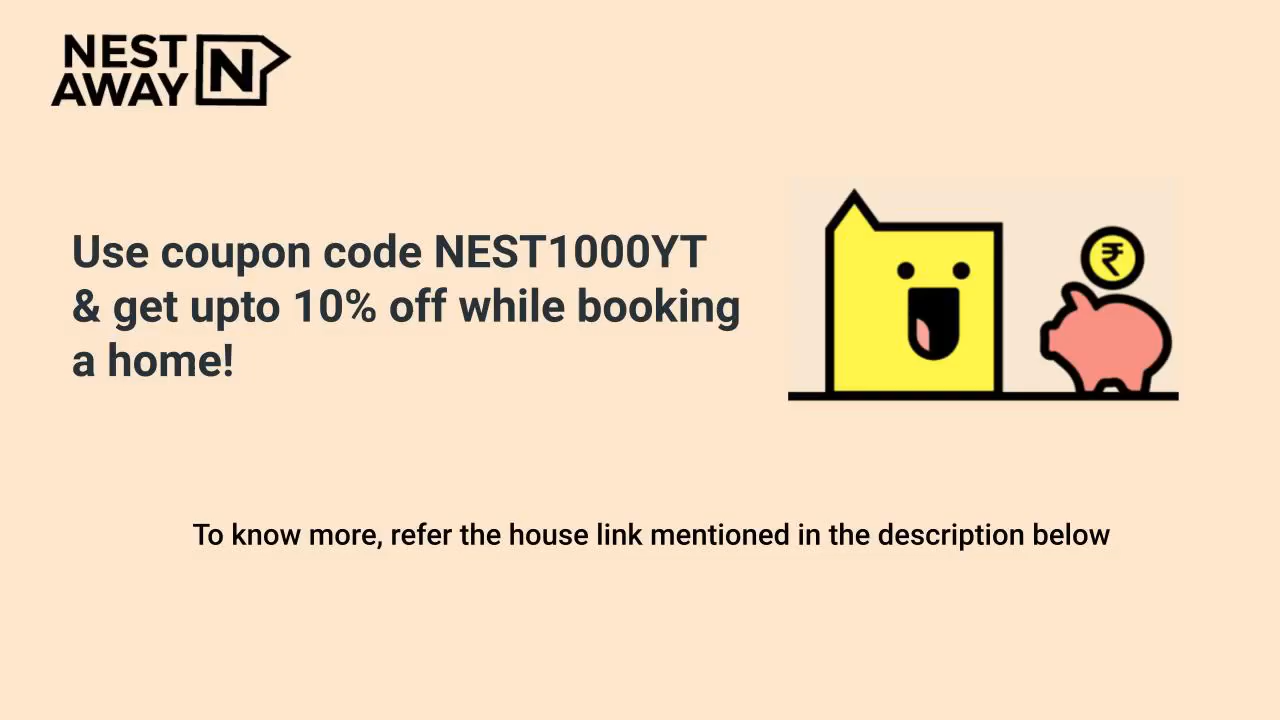 NEST
AWAY N
Use coupon code NEST1000YT
& get upto 10% off while booking
a home!
₹
To know more, refer the house link mentioned in the description below